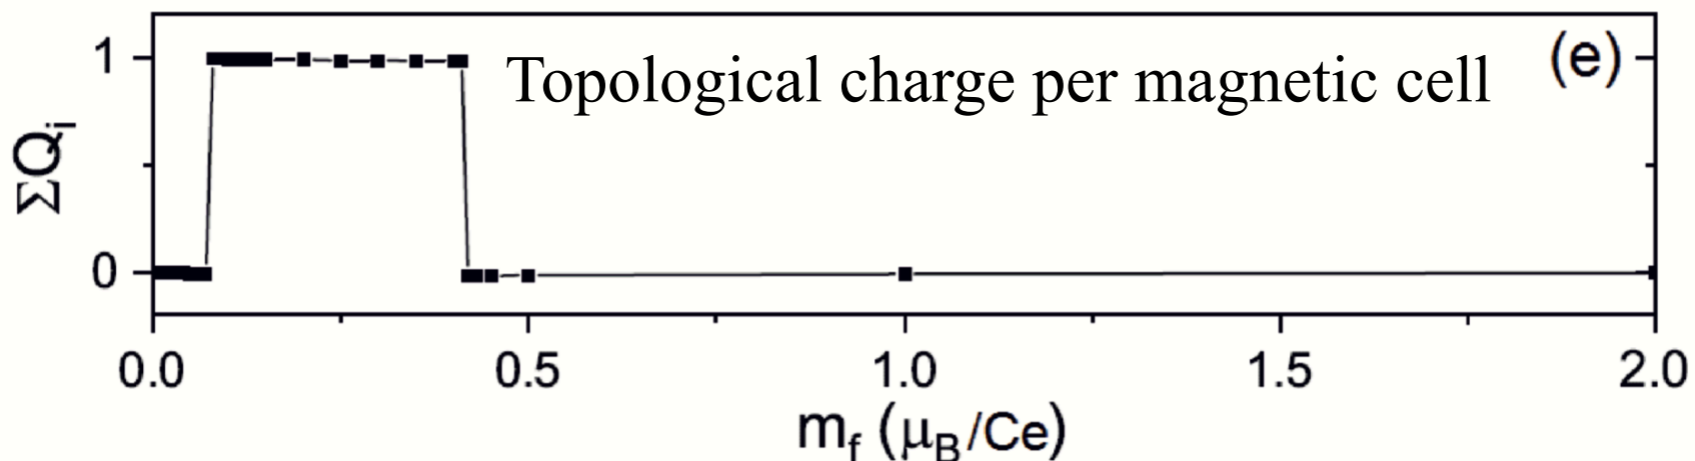 1
Topological charge per magnetic cell
(e)
ΣQi
0
0.0 0.5 1.0 1.5 2.0
mf (μB/Ce)